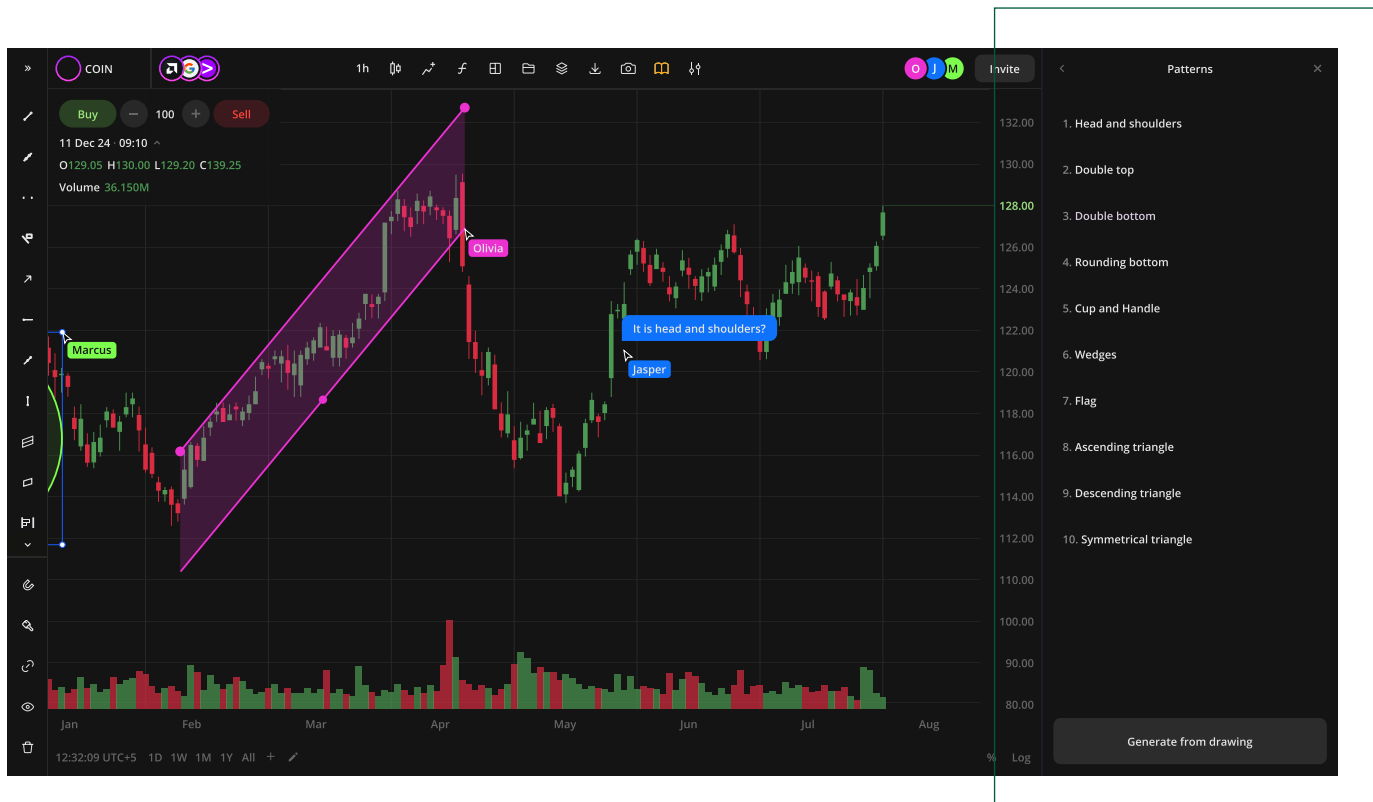 COIN
G
1h
O J M
Invite
Patterns
Buy
100
Sell
11 Dec 24 · 09:10
O129.05 H130.00 L129.20 C139.25
Volume 36.150M
Olivia
Marcus
It is head and shoulders?
Jasper
132.00
130.00
128.00
126.00
124.00
122.00
120.00
118.00
116.00
114.00
112.00
110.00
100.00
90.00
80.00
Jan Feb Mar Apr May Jun Jul Aug
12:32:09 UTC+5 1D 1W 1M 1Y All
% Log
1. Head and shoulders
2. Double top
3. Double bottom
4. Rounding bottom
5. Cup and Handle
6. Wedges
7. Flag
8. Ascending triangle
9. Descending triangle
10. Symmetrical triangle
Generate from drawing